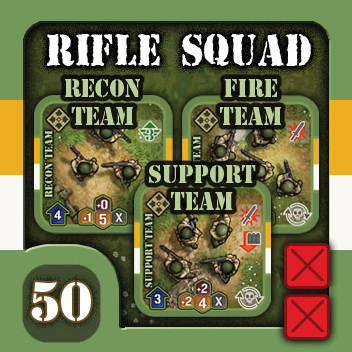 RIFLE SQUAD
RECON
TEAM
FIRE
TEAM
RECON TEAM
SUPPORT
TEAM
SUPPORT TEAM
4
+0
+1 5 X
3
+2
+2 4 X
50